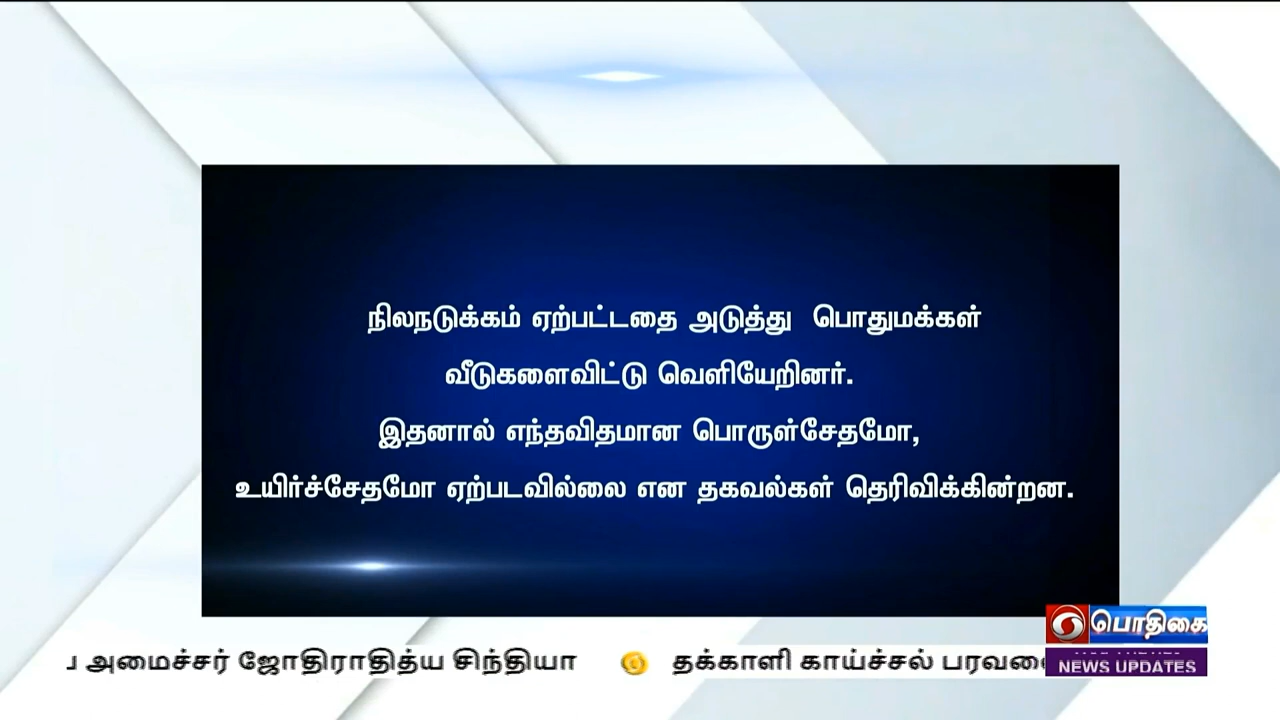 நிலநடுக்கம் ஏற்பட்டதை அடுத்து பொதுமக்கள்
வீடுகளைவிட்டு வெளியேறினர்.
இதனால் எந்தவிதமான பொருள்சேதமோ,
உயிர்ச்சேதமோ ஏற்படவில்லை என தகவல்கள் தெரிவிக்கின்றன.
பொதிகை
NEWS UPDATES
அமைச்சர் ஜோதிராதித்ய சிந்தியா தக்காளி காய்ச்சல்